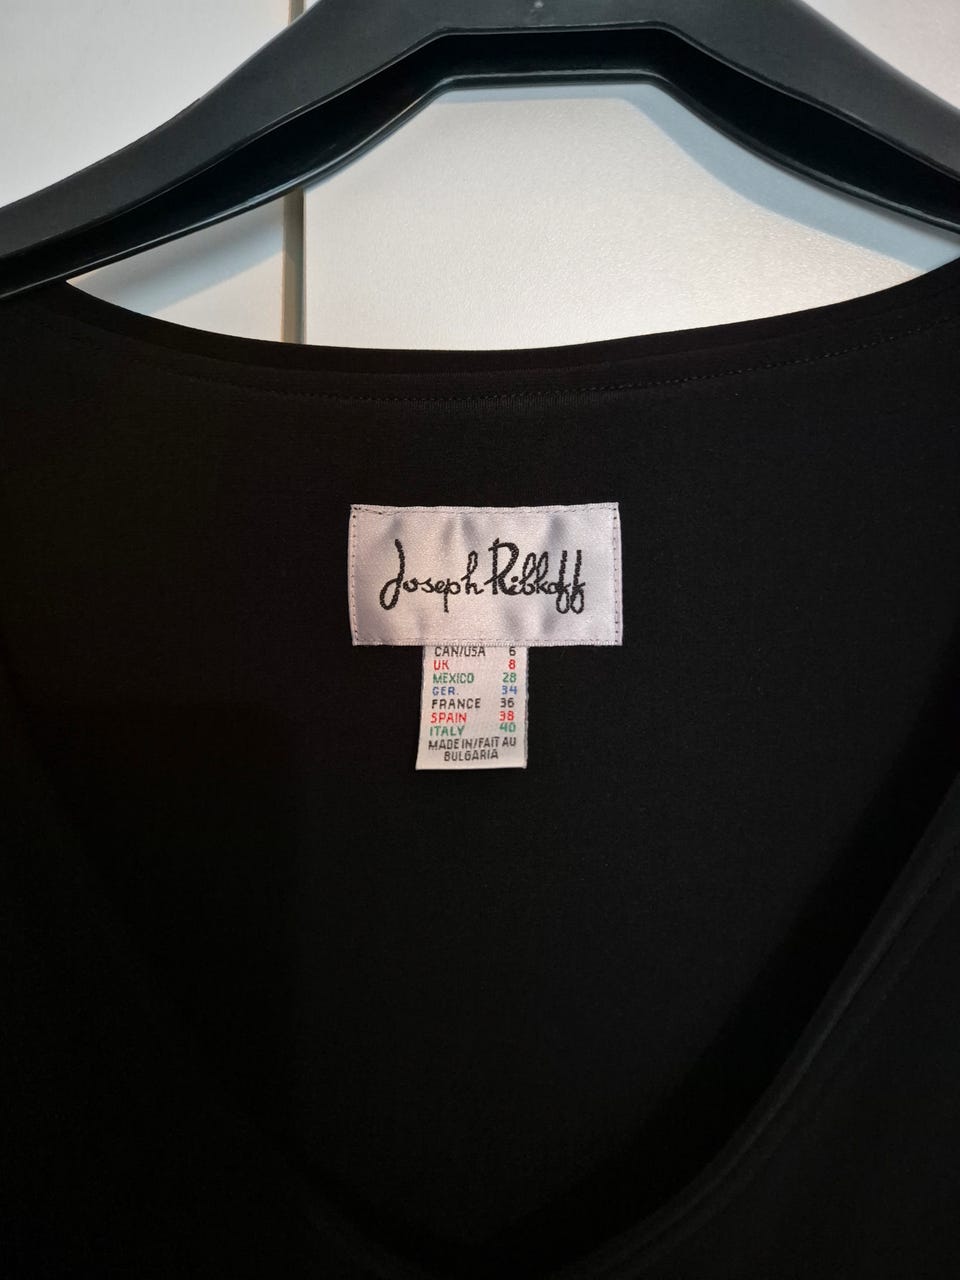 Joseph Ribkoff
CAN/USA 6
UK 8
MEXICO 28
GER. 34
FRANCE 36
SPAIN 38
ITALY 40
MADE IN/FAIT AU
BULGARIA